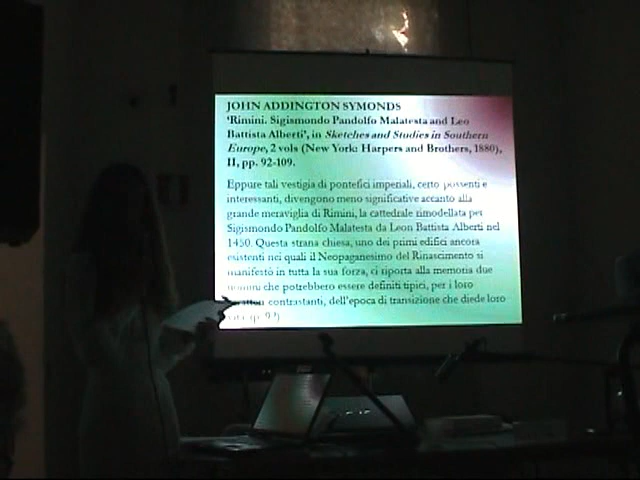 JOHN ADDINGTON SYMONDS
'Rimini. Sigismondo Pandolfo Malatesta and Leo
Battista Alberti', in Sketches and Studies in Southern
Europe, 2 vols (New York: Harpers and Brothers, 1880),
II, pp. 92-109.
Eppure tali vestigia di pontefici imperiali, certo possenti e
interessanti, divengono meno significative accanto alla
grande meraviglia di Rimini, la cattedrale rimodellata per
Sigismondo Pandolfo Malatesta da Leon Battista Alberti nel
1450. Questa strana chiesa, uno dei primi edifici ancora
esistenti nei quali il Neopaganesimo del Rinascimento si
manifestò in tutta la sua forza, ci riporta alla memoria due
uomini che potrebbero essere definiti tipici, per i loro
contrastanti, dell'epoca di transizione che diede loro